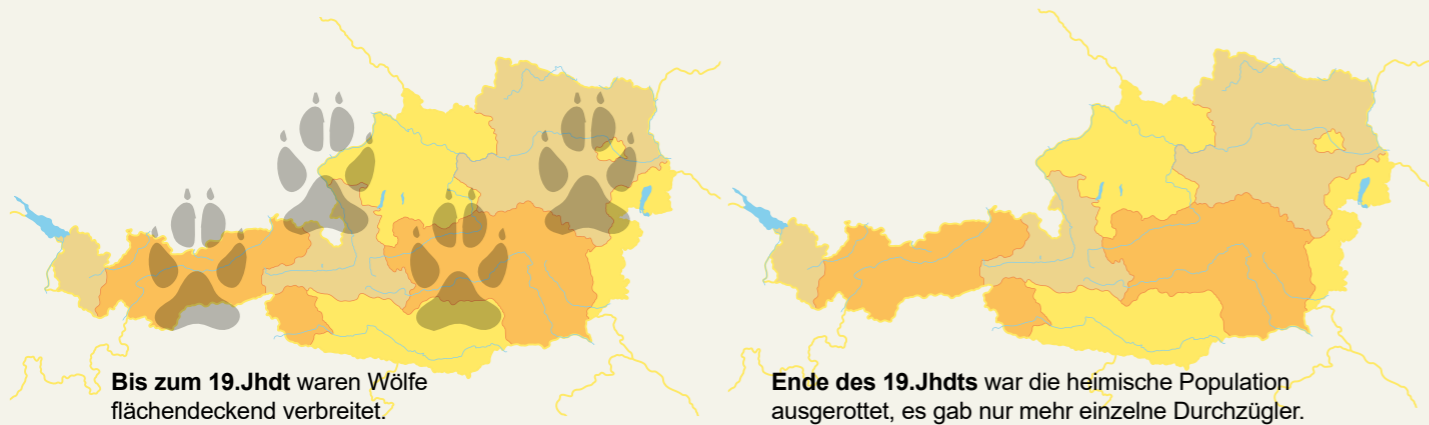 Bis zum 19.Jhdt waren Wölfe
flächendeckend verbreitet.
Ende des 19.Jhdts war die heimische Population
ausgerottet, es gab nur mehr einzelne Durchzügler.